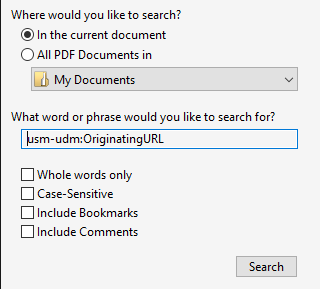 Where would you like to search?
In the current document
All PDF Documents in
My Documents
What word or phrase would you like to search for?
usm-udm:OriginatingURL
Whole words only
Case-Sensitive
Include Bookmarks
Include Comments
Search